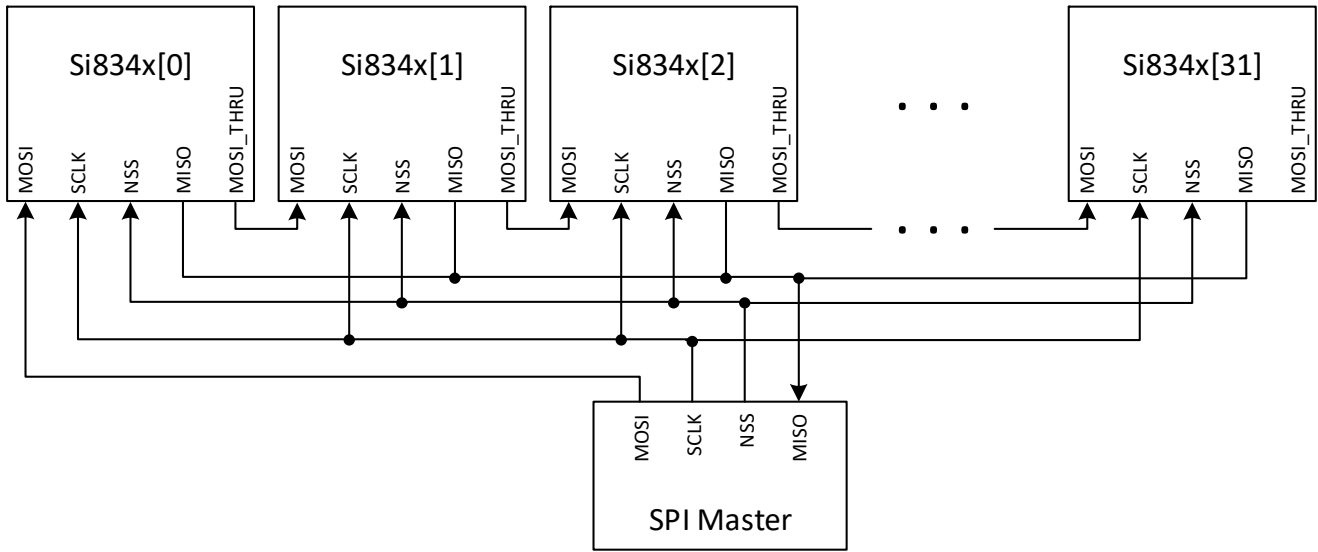 Si834x[0]
Si834x[1]
Si834x[2]
Si834x[31]
. . .
MOSI
SCLK
NSS
MISO
MOSI_THRU
MOSI
SCLK
NSS
MISO
MOSI_THRU
MOSI
SCLK
NSS
MISO
MOSI_THRU
MOSI
SCLK
NSS
MISO
MOSI_THRU
. . .
MOSI
SCLK
NSS
MISO
SPI Master